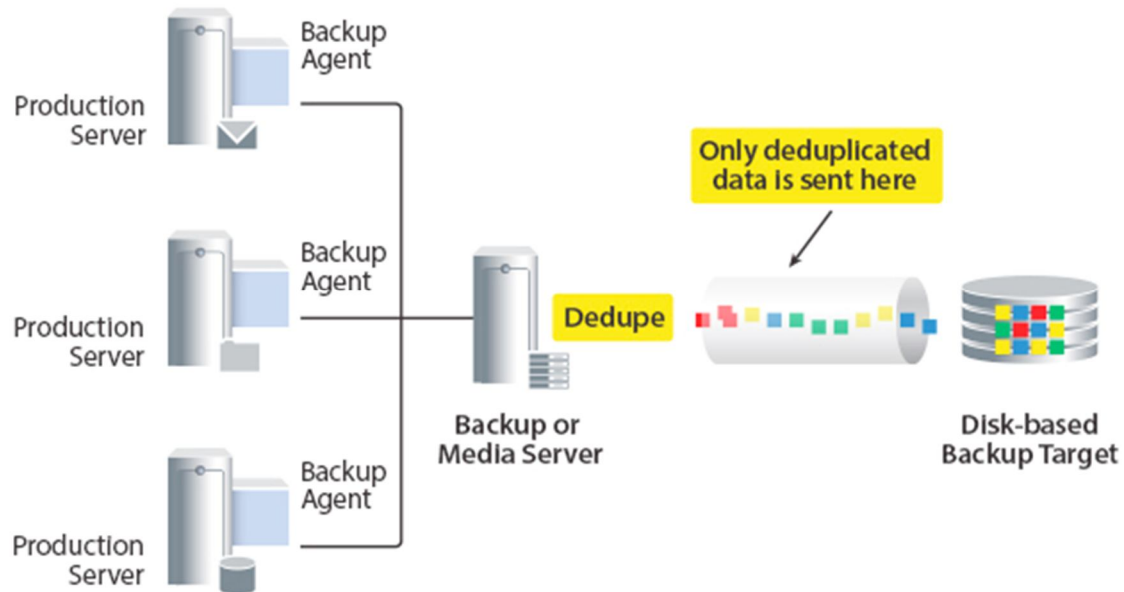 Backup
Agent
Production
Server
Backup
Agent
Production
Server
Backup
Agent
Production
Server
Backup or
Media Server
Dedupe
Only deduplicated
data is sent here
Disk-based
Backup Target